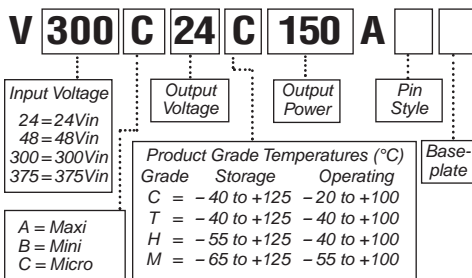 V 300 C 24 C 150 A
Input Voltage
24 = 24Vin
48 = 48Vin
300 = 300Vin
375 = 375Vin
Output
Voltage
Output
Power
Pin
Style
Base-
plate
Product Grade Temperatures (°C)
Grade Storage Operating
C = – 40 to +125 – 20 to +100
T = – 40 to +125 – 40 to +100
H = – 55 to +125 – 40 to +100
M = – 65 to +125 – 55 to +100
A = Maxi
B = Mini
C = Micro